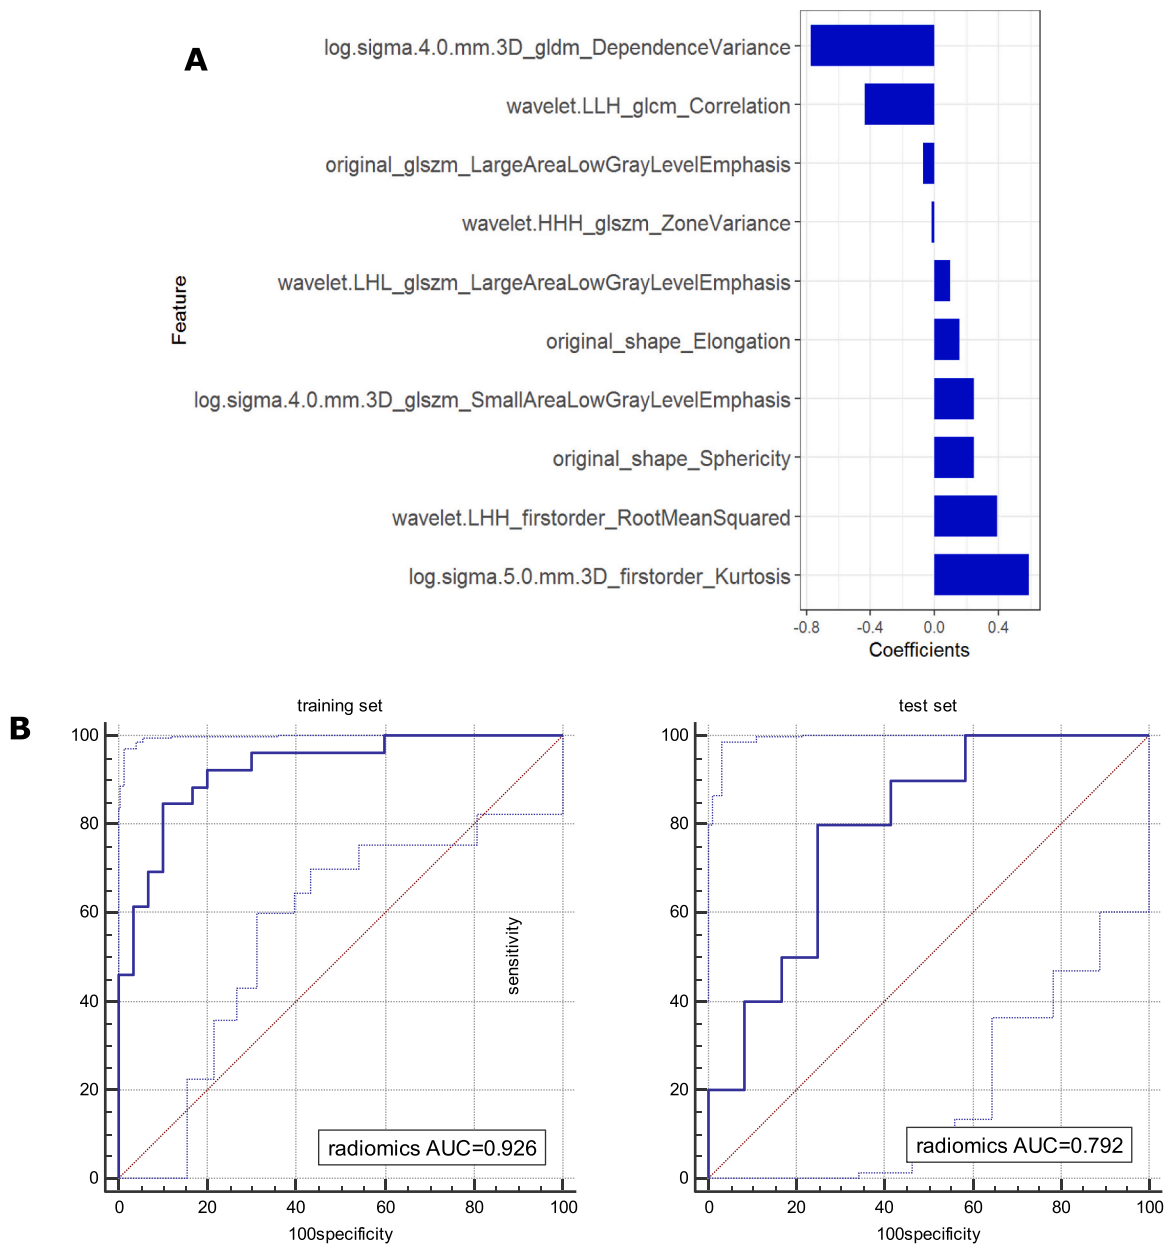 A
log.sigma.4.0.mm.3D_gldm_DependenceVariance
wavelet.LLH_glcm_Correlation
original_glszm_LargeAreaLowGrayLevelEmphasis
wavelet.HHH_glszm_ZoneVariance
wavelet.LHL_glszm_LargeAreaLowGrayLevelEmphasis
original_shape_Elongation
log.sigma.4.0.mm.3D_glszm_SmallAreaLowGrayLevelEmphasis
original_shape_Sphericity
wavelet.LHH_firstorder_RootMeanSquared
log.sigma.5.0.mm.3D_firstorder_Kurtosis
Feature
-0.8 -0.4 0.0 0.4
Coefficients
B
training set
100
80
60
40
20
0
0 20 40 60 80 100
100specificity
radiomics AUC=0.926
sensitivity
test set
100
80
60
40
20
0
0 20 40 60 80 100
100specificity
radiomics AUC=0.792